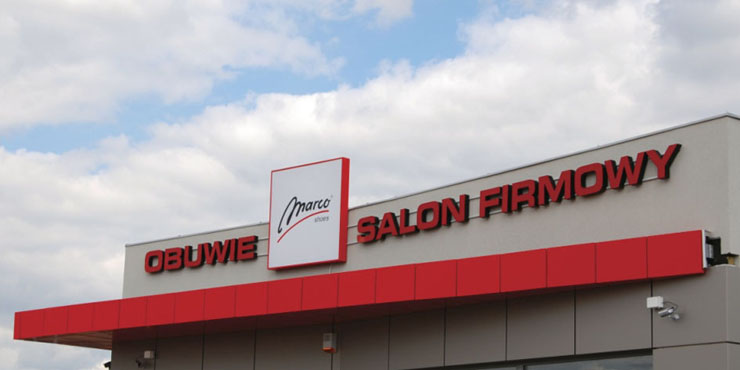 OBUWIE
Marco
shoes
SALON FIRMOWY